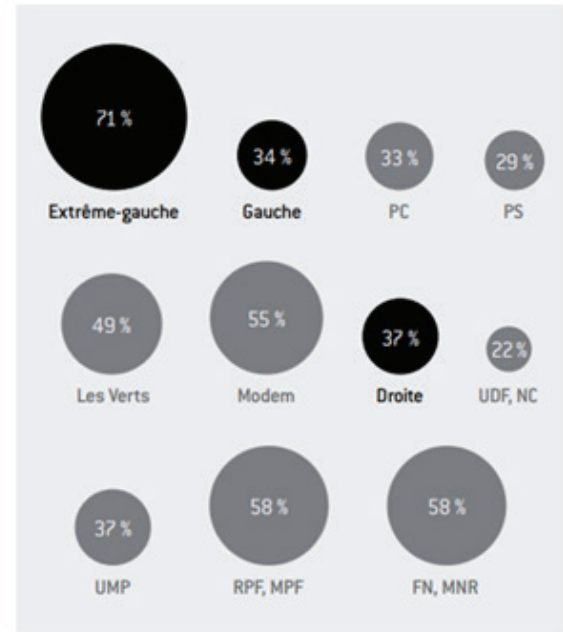 71 %
34 %
33 %
29 %
Extrême-gauche
Gauche
PC
PS
49 %
55 %
37 %
22 %
Les Verts
Modem
Droite
UDF, NC
37 %
58 %
58 %
UMP
RPF, MPF
FN, MNR